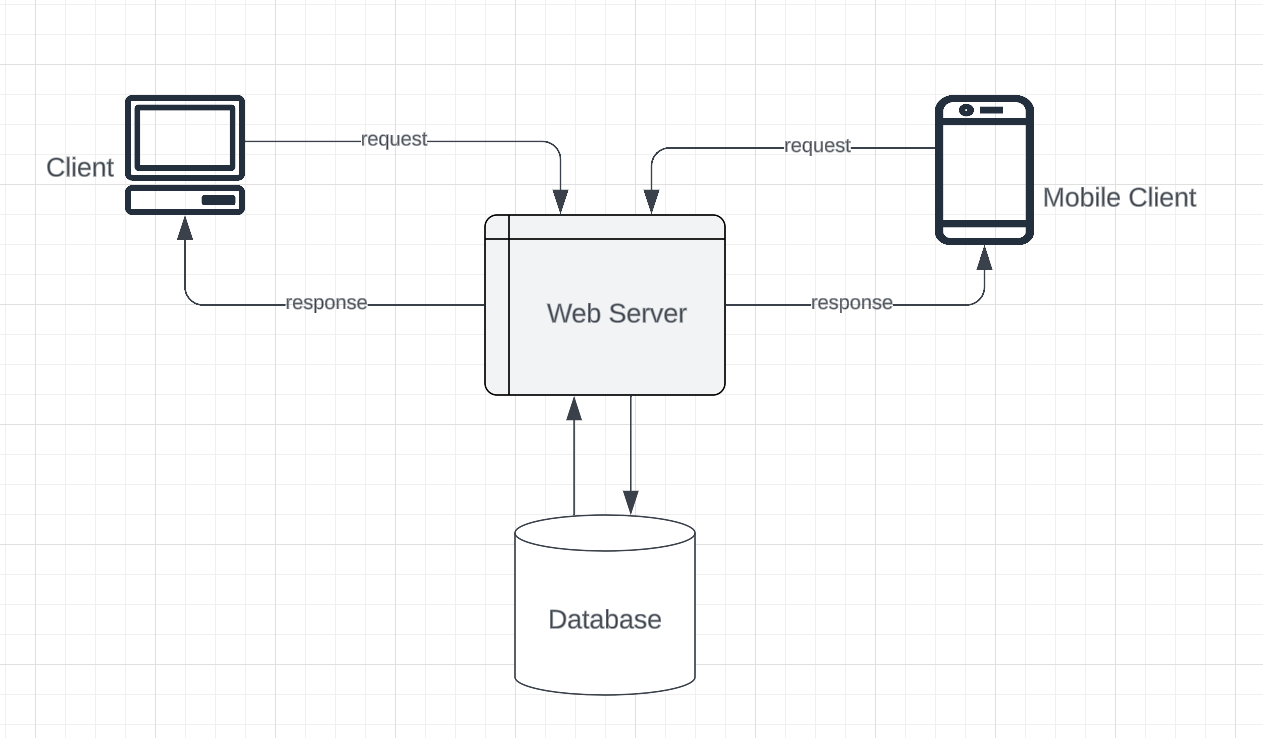 request
request
Client
Mobile Client
response
response
Web Server
Database